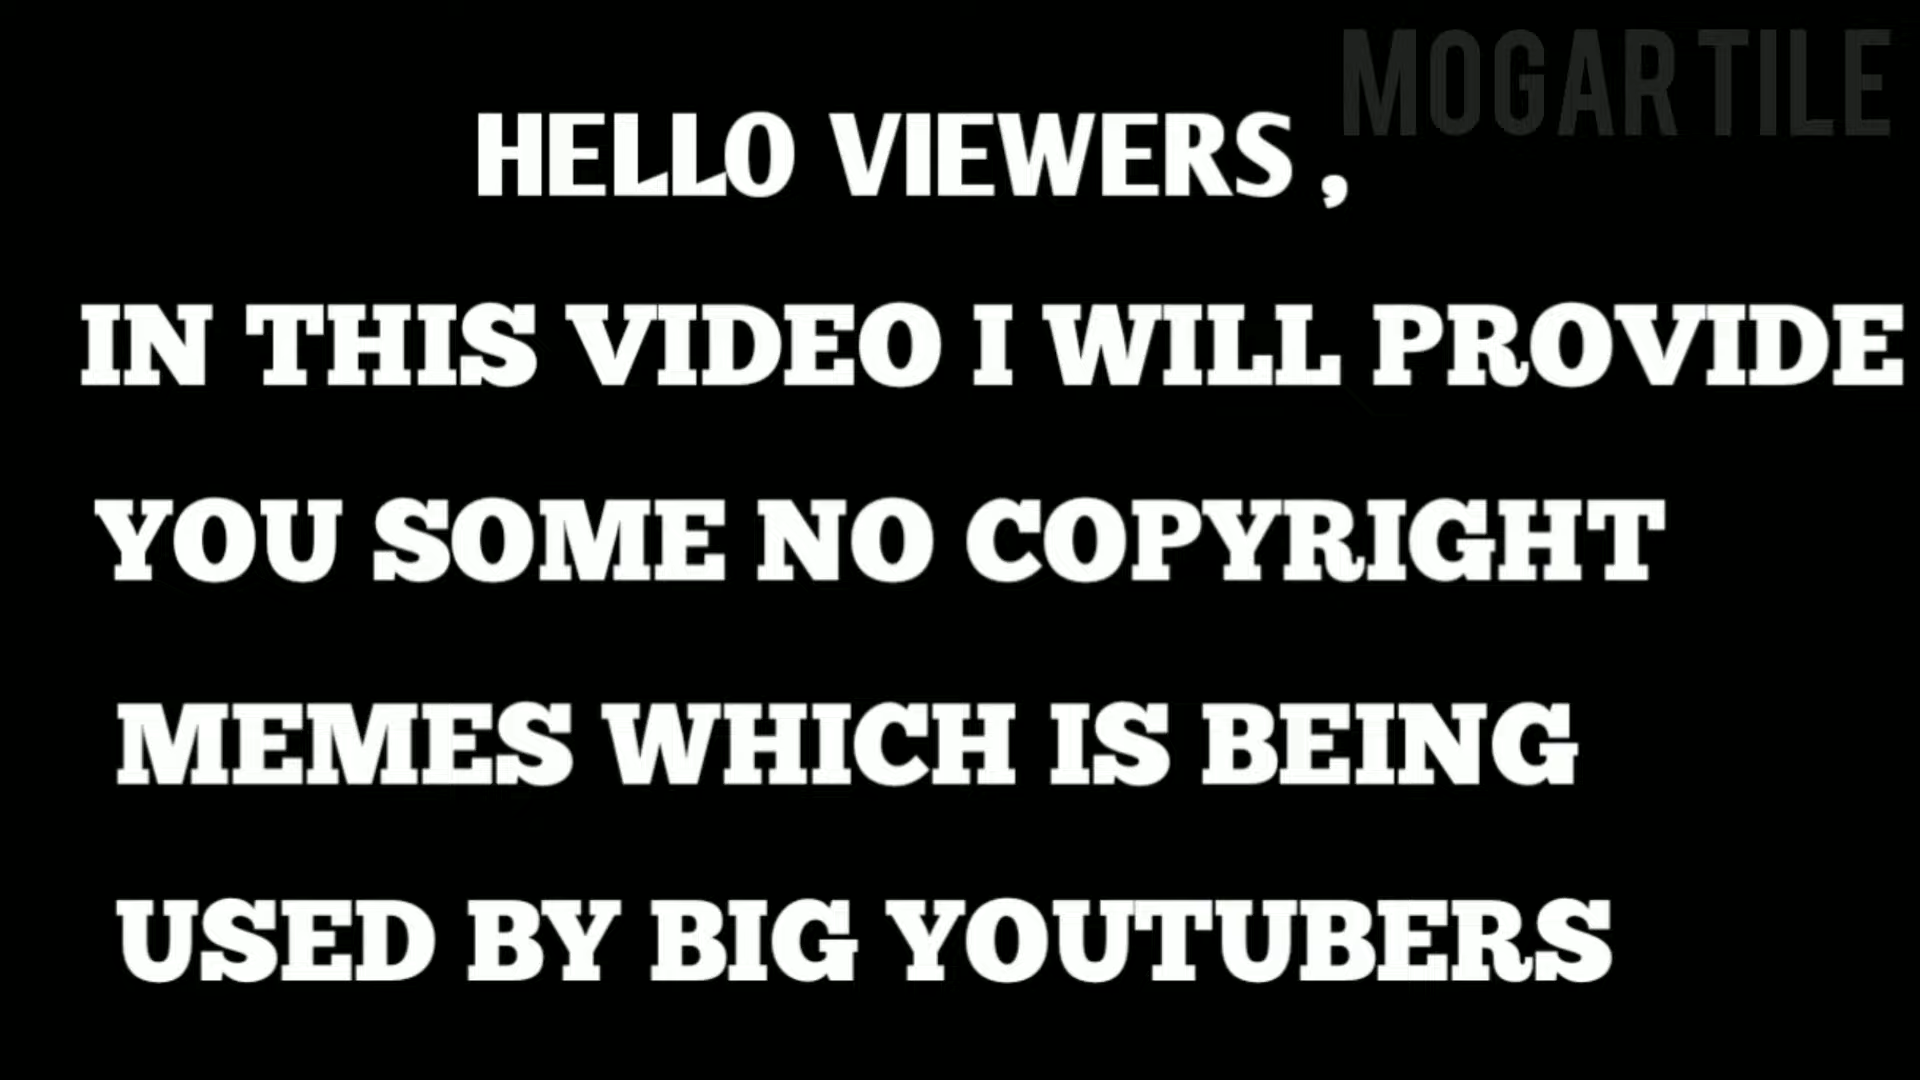 MOGAR TILE
HELLO VIEWERS ,
IN THIS VIDEO I WILL PROVIDE
YOU SOME NO COPYRIGHT
MEMES WHICH IS BEING
USED BY BIG YOUTUBERS